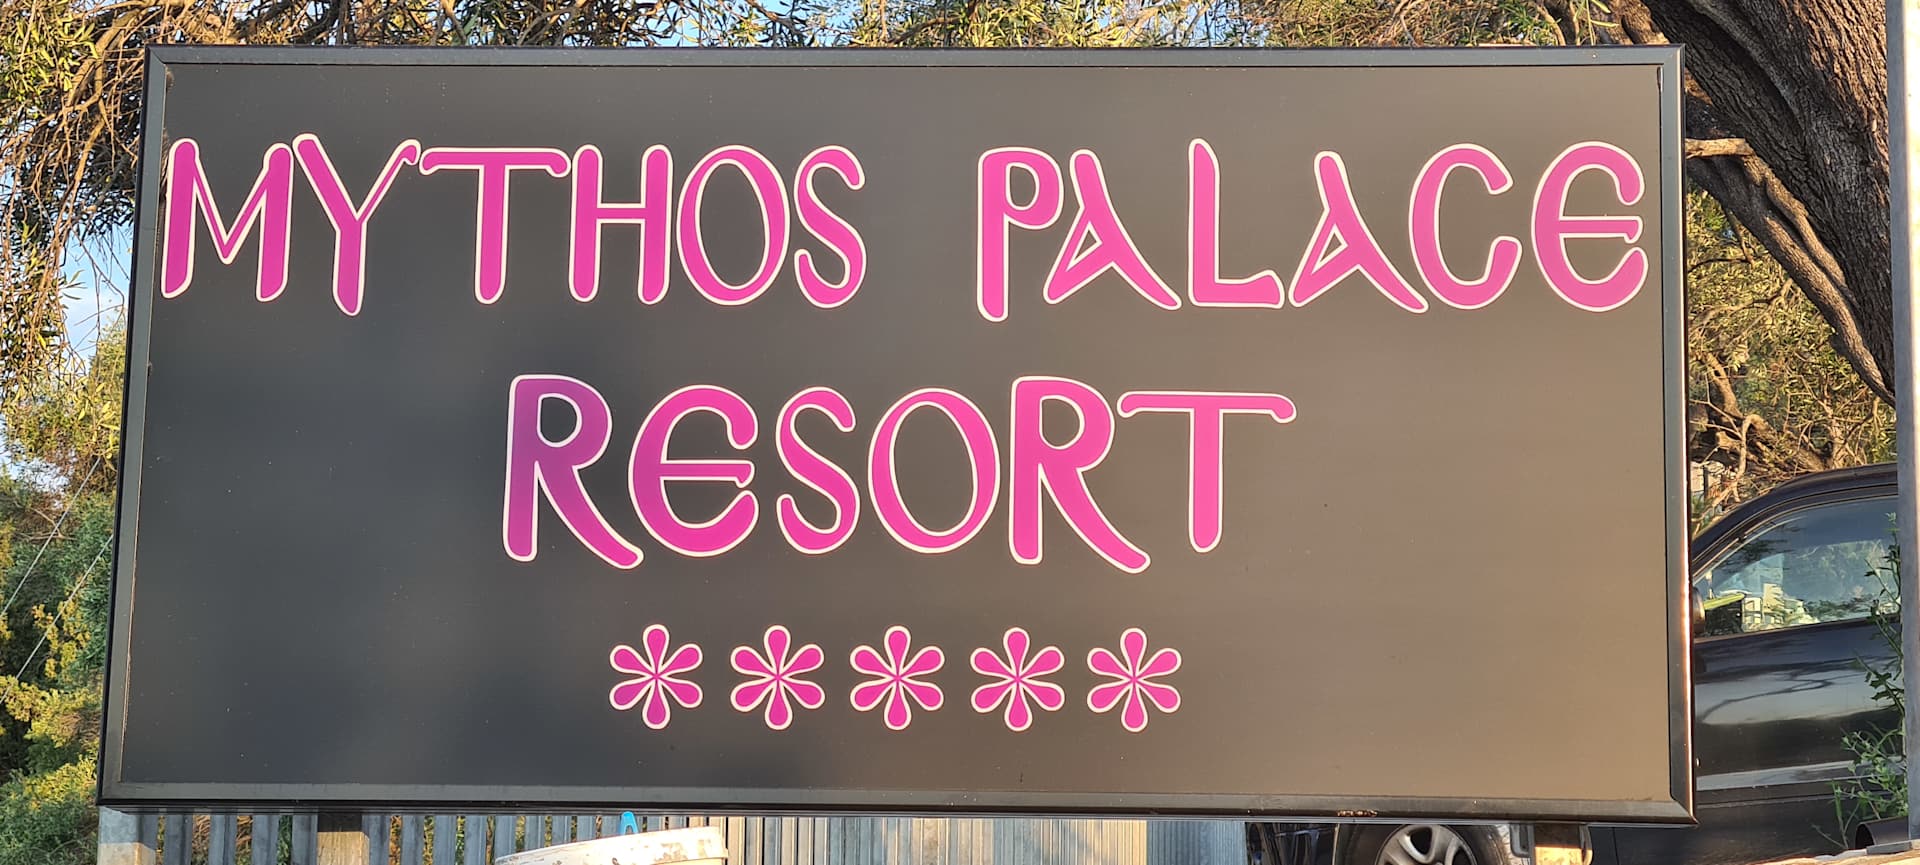 MYTHOS PALACE
RESORT
*****